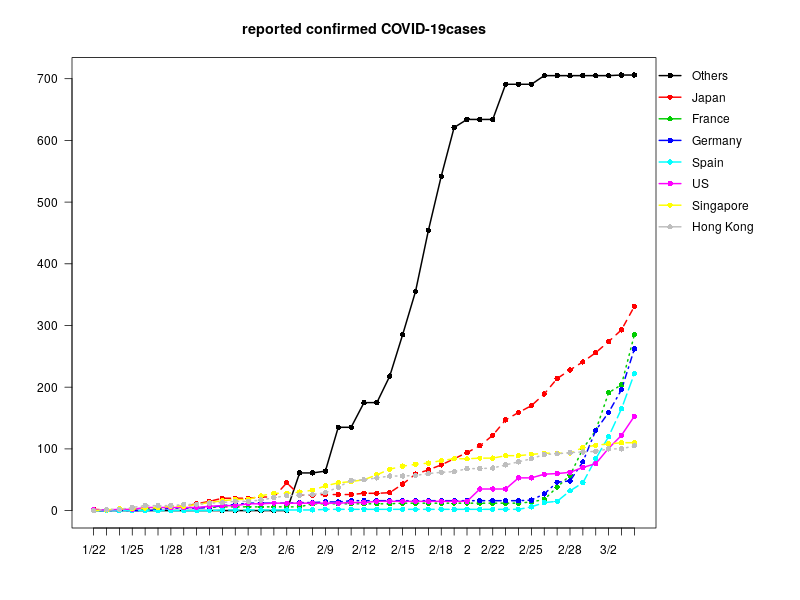 reported confirmed COVID-19cases
700
600
500
400
300
200
100
0
1/22 1/25 1/28 1/31 2/3 2/6 2/9 2/12 2/15 2/18 2 2/22 2/25 2/28 3/2
Others
Japan
France
Germany
Spain
US
Singapore
Hong Kong